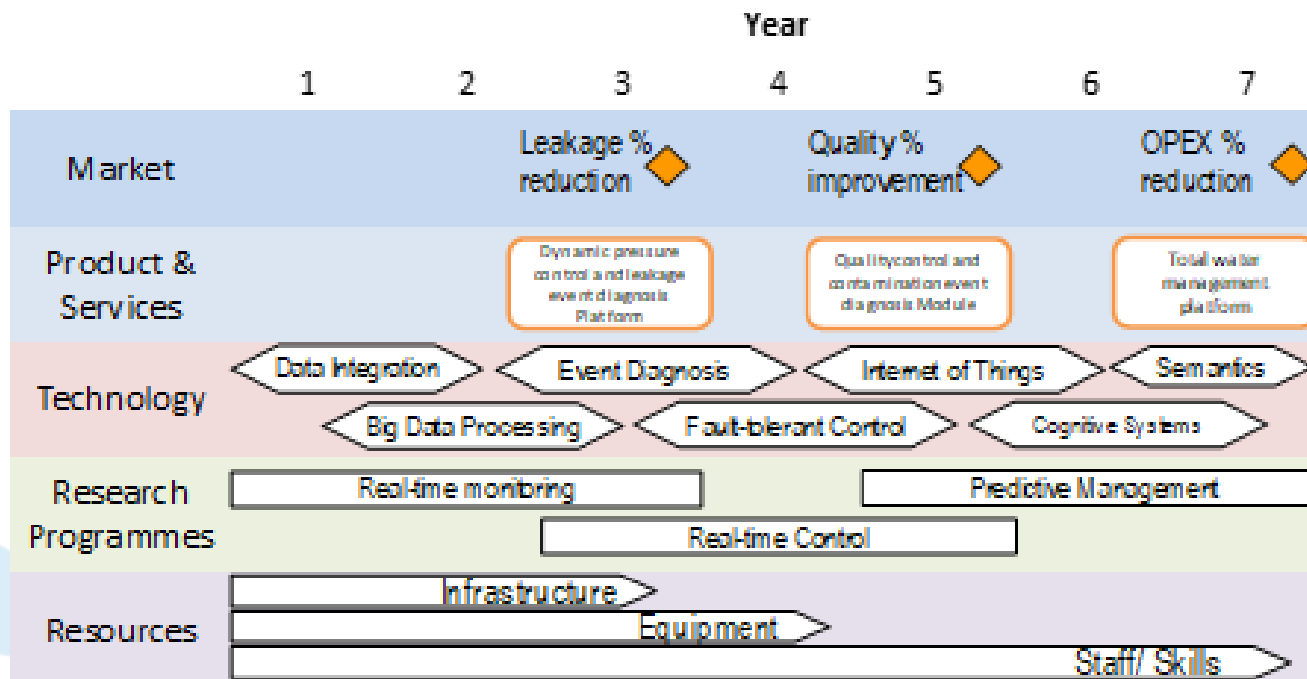 Year
1 2 3 4 5 6 7
Market
Leakage %
reduction
Quality %
improvement
OPEX %
reduction
Product &
Services
Dynamic pressure
control and leakage
event diagnosis
Platform
Quality control and
contamination event
diagnosis Module
Total water
management
platform
Technology
Data Integration
Event Diagnosis
Internet of Things
Semantics
Big Data Processing
Fault-tolerant Control
Cognitive Systems
Research
Programmes
Real-time monitoring
Predictive Management
Real-time Control
Resources
Infrastructure
Equipment
Staff/ Skills